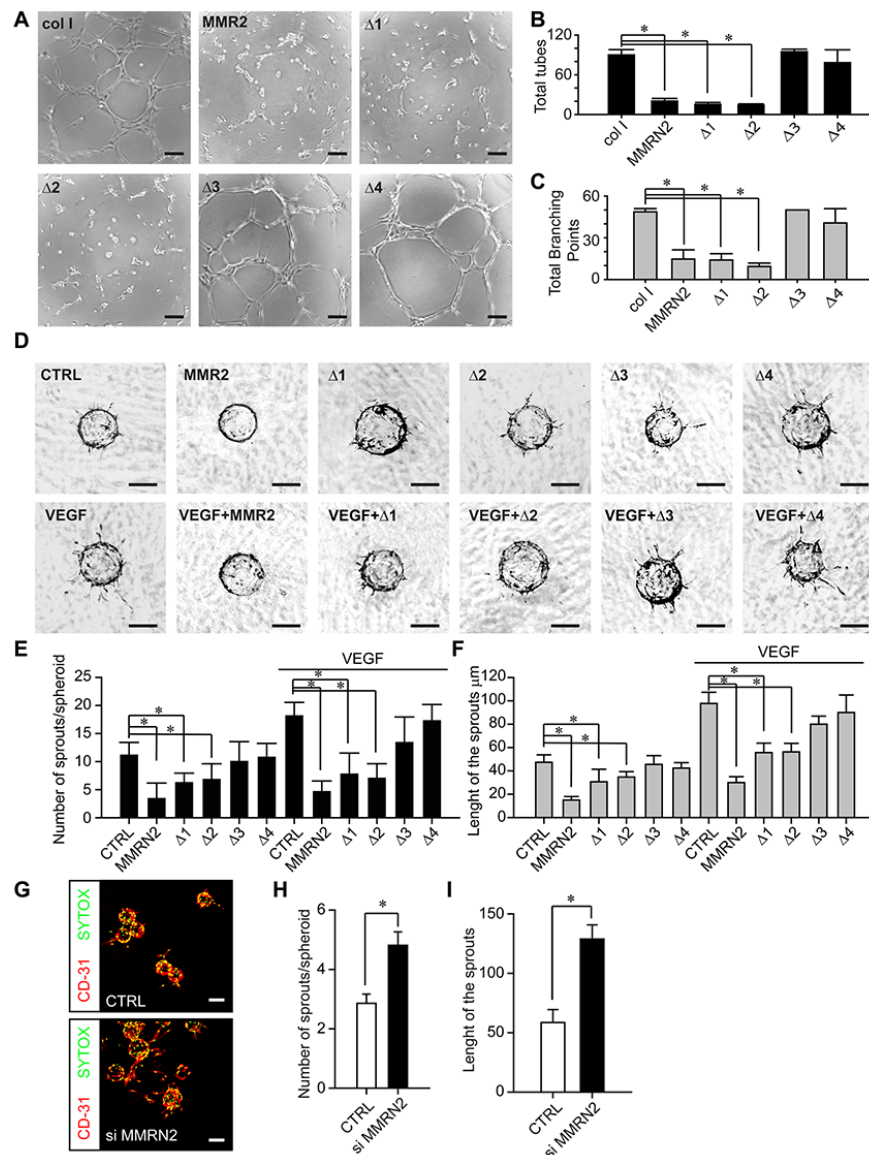 A
col I
MMR2
Δ1
Δ2
Δ3
Δ4
B
Total tubes
100
60
20
* * *
col I
MMRN2
Δ1
Δ2
Δ3
Δ4
C
Total Branching
Points
60
30
0
* * *
col I
MMRN2
Δ1
Δ2
Δ3
Δ4
D
CTRL
MMR2
Δ1
Δ2
Δ3
Δ4
VEGF
VEGF+MMR2
VEGF+Δ1
VEGF+Δ2
VEGF+Δ3
VEGF+Δ4
E
VEGF
Number of sprouts/spheroid
25
20
15
10
5
0
* * *
* * *
CTRL
MMRN2
Δ1
Δ2
Δ3
Δ4
CTRL
MMRN2
Δ1
Δ2
Δ3
Δ4
F
VEGF
Lenght of the sprouts µm
120
100
80
60
40
20
0
* * *
* * *
CTRL
MMRN2
Δ1
Δ2
Δ3
Δ4
CTRL
MMRN2
Δ1
Δ2
Δ3
Δ4
G
CD-31 SYTOX
CTRL
CD-31 SYTOX
si MMRN2
H
Number of sprouts/spheroid
6
4
2
0
*
CTRL
si MMRN2
I
Lenght of the sprouts
150
100
50
0
*
CTRL
si MMRN2